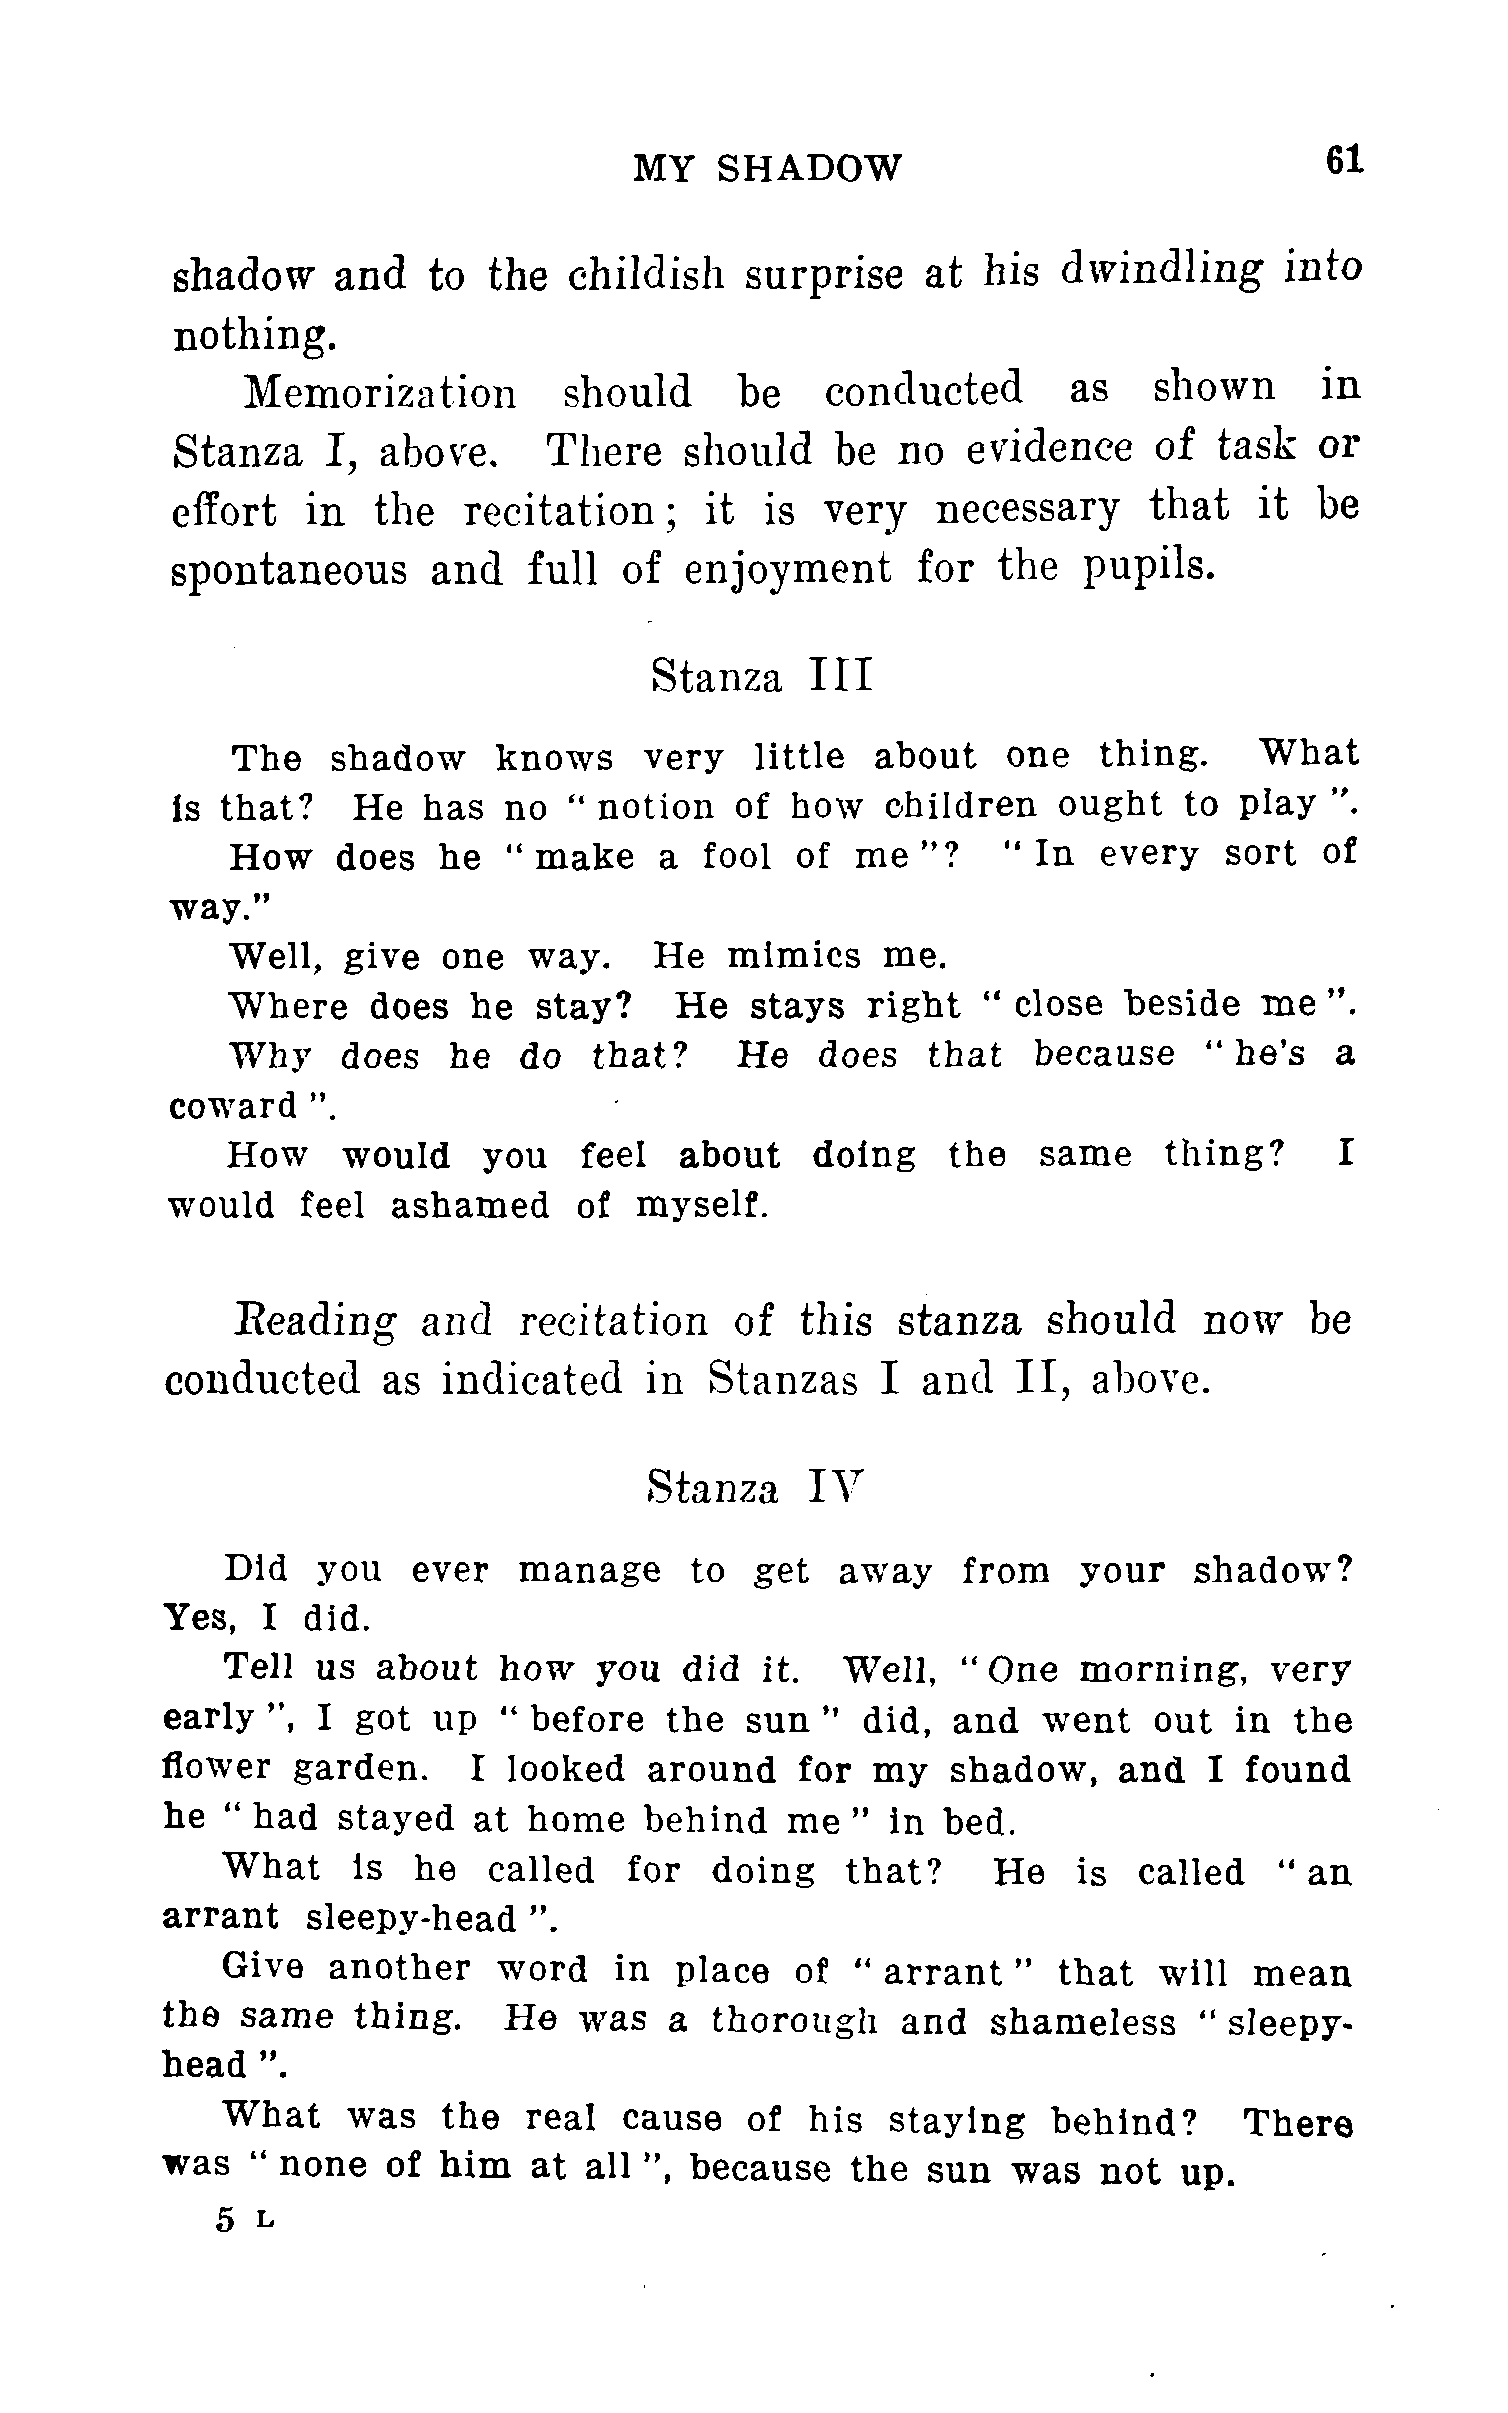 MY SHADOW 61
shadow and to the childish surprise at his dwindling into
nothing.
Memorization should be conducted as shown in
Stanza I, above. There should be no evidence of task or
effort in the recitation; it is very necessary that it be
spontaneous and full of enjoyment for the pupils.
Stanza III
The shadow knows very little about one thing. What
is that? He has no " notion of how children ought to play ".
How does he " make a fool of me "? " In every sort of
way."
Well, give one way. He mimics me.
Where does he stay? He stays right " close beside me ".
Why does he do that? He does that because " he's a
coward ".
How would you feel about doing the same thing? I
would feel ashamed of myself.
Reading and recitation of this stanza should now be
conducted as indicated in Stanzas I and II, above.
Stanza IV
Did you ever manage to get away from your shadow?
Yes, I did.
Tell us about how you did it. Well, " One morning, very
early ", I got up " before the sun " did, and went out in the
flower garden. I looked around for my shadow, and I found
he " had stayed at home behind me " in bed.
What is he called for doing that? He is called " an
arrant sleepy-head ".
Give another word in place of " arrant " that will mean
the same thing. He was a thorough and shameless " sleepy-
head ".
What was the real cause of his staying behind? There
was " none of him at all ", because the sun was not up.
5 L